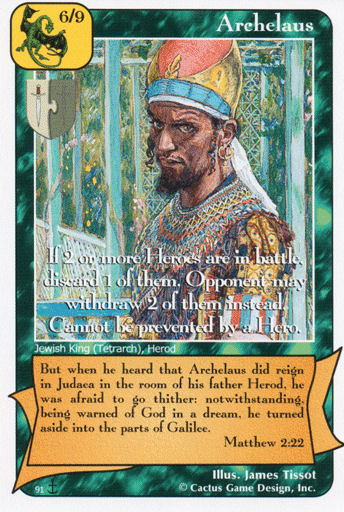 6/9
Archelaus
If 2 or more Heroes are in battle,
discard 1 of them. Opponent may
withdraw 2 of them instead.
Cannot be prevented by a Hero.
Jewish King (Tetrarch), Herod
But when he heard that Archelaus did reign
in Judaea in the room of his father Herod, he
was afraid to go thither: notwithstanding,
being warned of God in a dream, he turned
aside into the parts of Galilee.
Matthew 2:22
Illus. James Tissot
91
© Cactus Game Design, Inc.